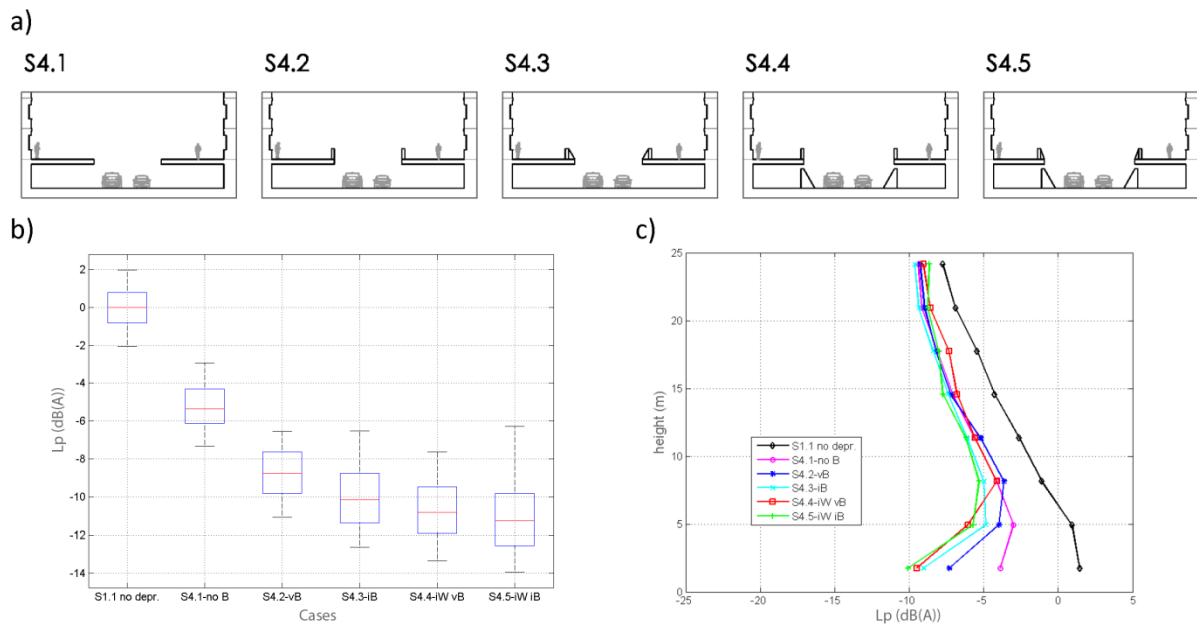 a)
S4.1 S4.2 S4.3 S4.4 S4.5
b)
2
0
-2
-4
-6
-8
-10
-12
-14
Lp (dB(A))
S1.1 no depr. S4.1-no B S4.2-vB S4.3-iB S4.4-iW vB S4.5-iW iB
Cases
c)
25
20
15
10
5
0
height (m)
S1.1 no depr.
S4.1-no B
S4.2-vB
S4.3-iB
S4.4-iW vB
S4.5-iW iB
-25 -20 -15 -10 -5 0 5
Lp (dB(A))